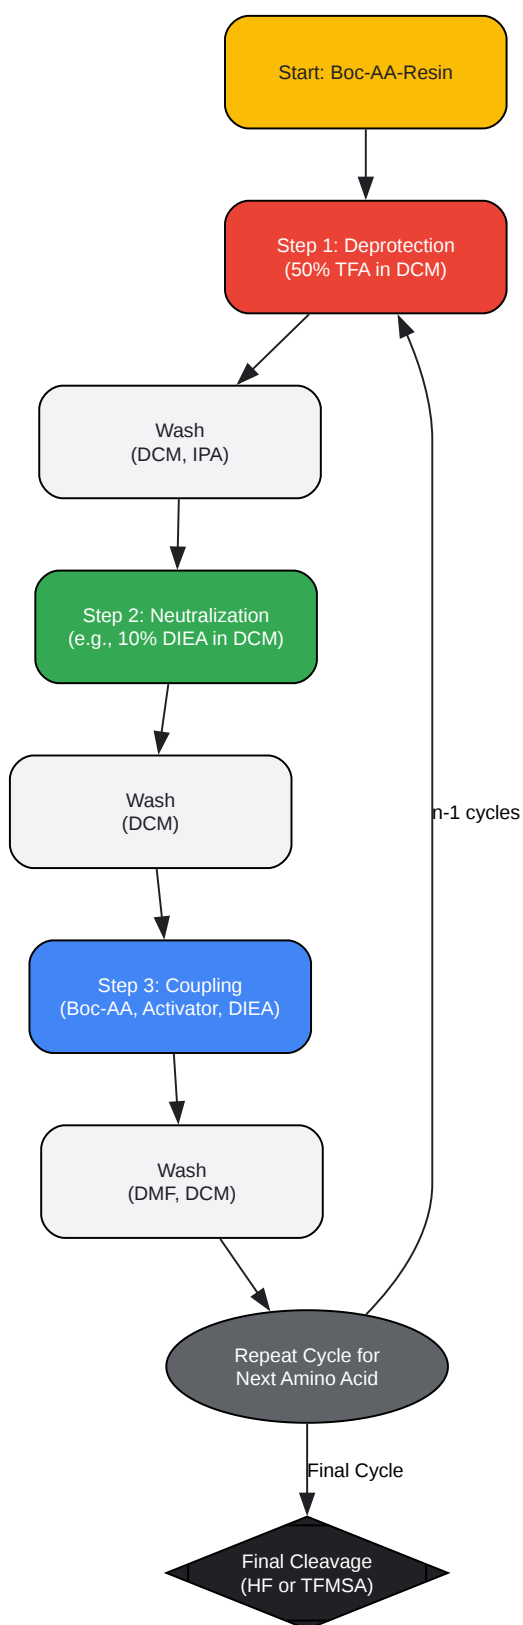 Start: Boc-AA-Resin
Step 1: Deprotection
(50% TFA in DCM)
Wash
(DCM, IPA)
Step 2: Neutralization
(e.g., 10% DIEA in DCM)
Wash
(DCM)
n-1 cycles
Step 3: Coupling
(Boc-AA, Activator, DIEA)
Wash
(DMF, DCM)
Repeat Cycle for
Next Amino Acid
Final Cycle
Final Cleavage
(HF or TFMSA)